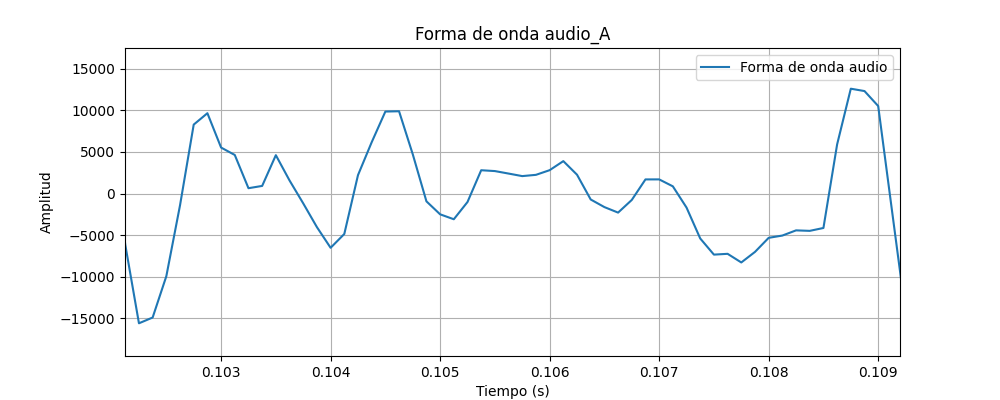 Forma de onda audio_A
Forma de onda audio
Amplitud
15000
10000
5000
0
−5000
−10000
−15000
0.103 0.104 0.105 0.106 0.107 0.108 0.109
Tiempo (s)